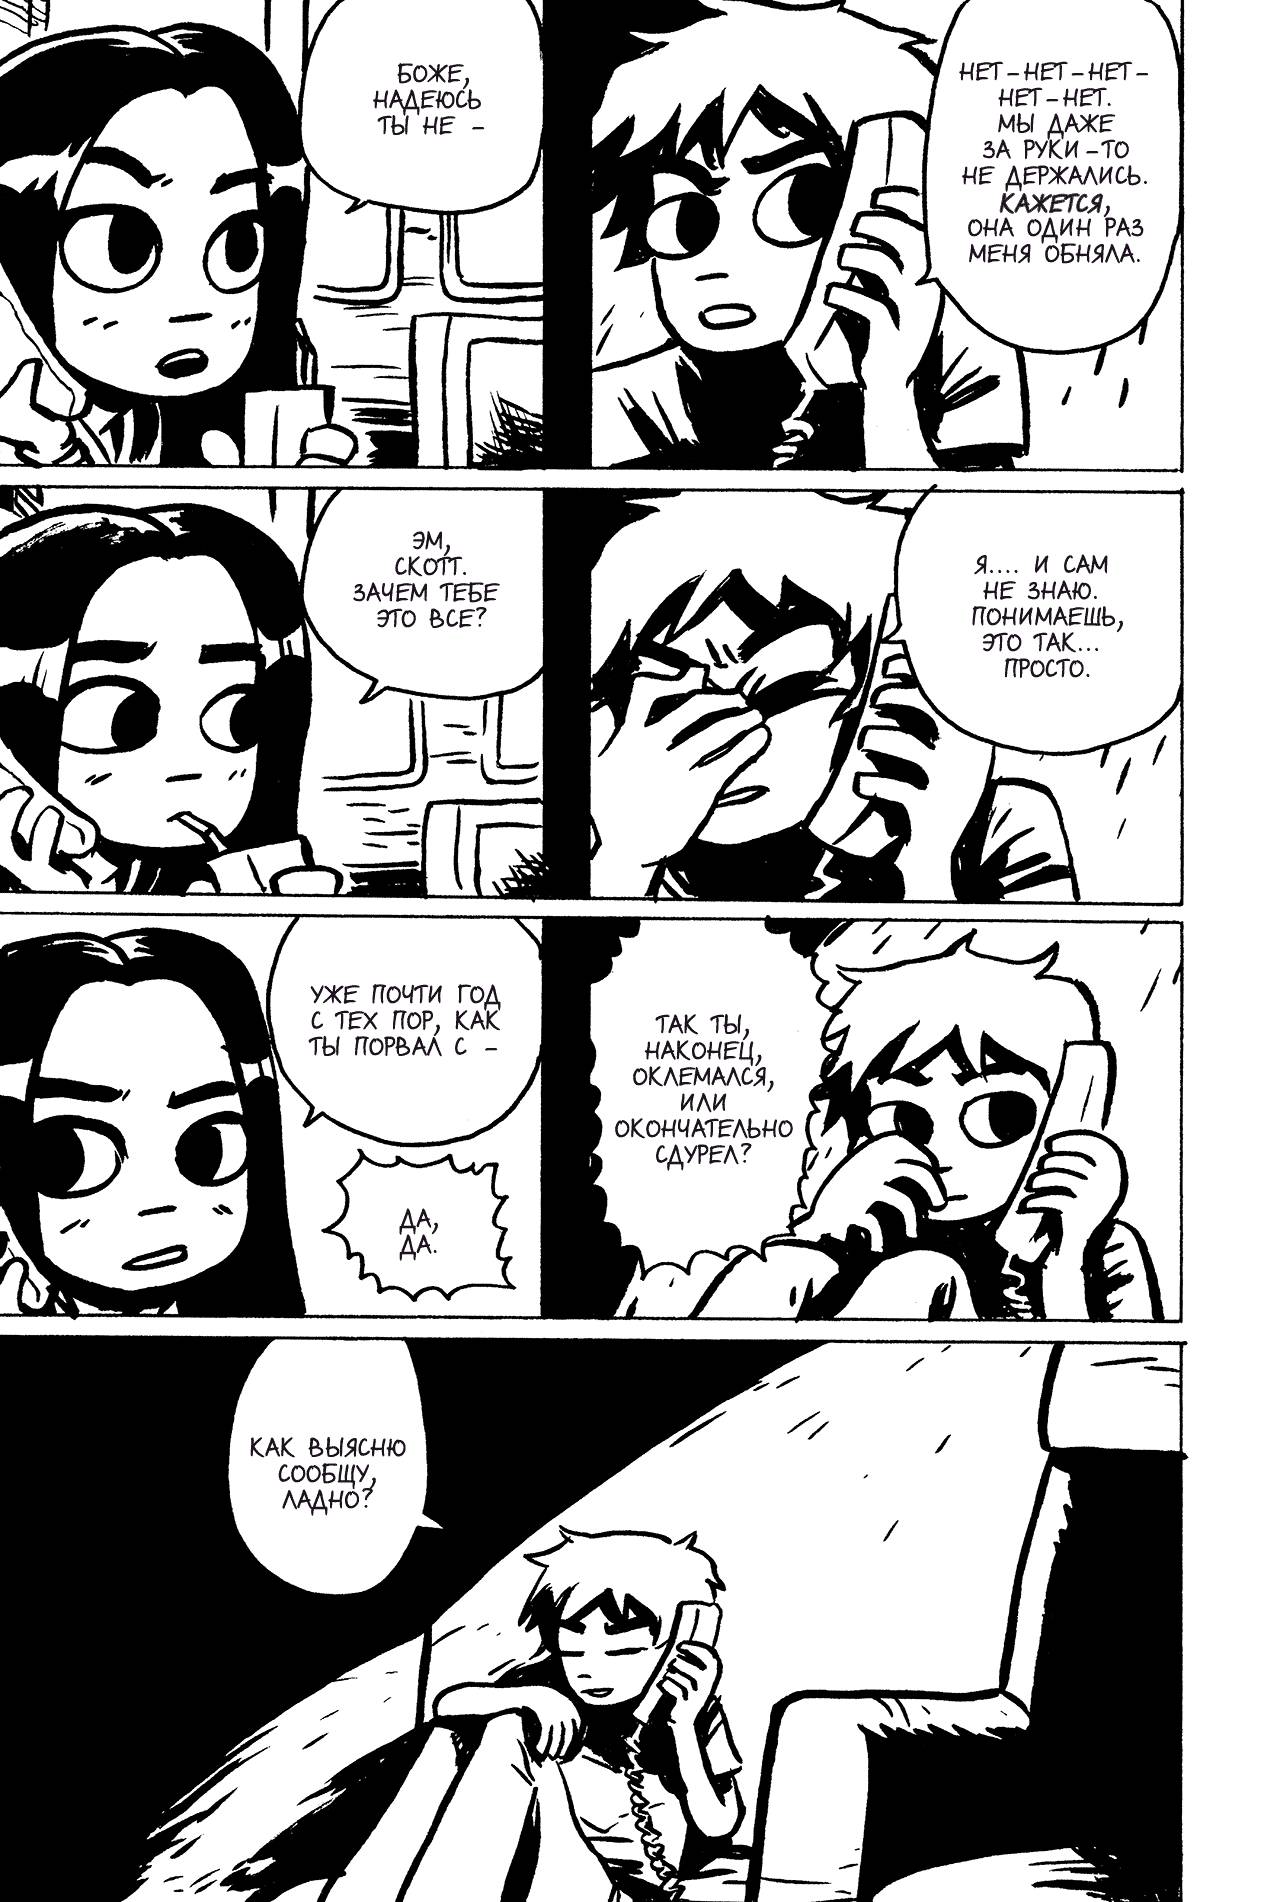 БОЖЕ,
НАДЕЮСЬ
ТЫ НЕ -
НЕТ-НЕТ-НЕТ-
НЕТ-НЕТ.
МЫ ДАЖЕ
ЗА РУКИ-ТО
НЕ ДЕРЖАЛИСЬ.
КАЖЕТСЯ,
ОНА ОДИН РАЗ
МЕНЯ ОБНЯЛА.
ЭМ,
СКОТТ.
ЗАЧЕМ ТЕБЕ
ЭТО ВСЕ?
Я.... И САМ
НЕ ЗНАЮ.
ПОНИМАЕШЬ,
ЭТО ТАК...
ПРОСТО.
УЖЕ ПОЧТИ ГОД
С ТЕХ ПОР, КАК
ТЫ ПОРВАЛ С -
ДА,
ДА.
ТАК ТЫ,
НАКОНЕЦ,
ОКЛЕМАЛСЯ,
ИЛИ
ОКОНЧАТЕЛЬНО
СДУРЕЛ?
КАК ВЫЯСНЮ
СООБЩУ,
ЛАДНО?